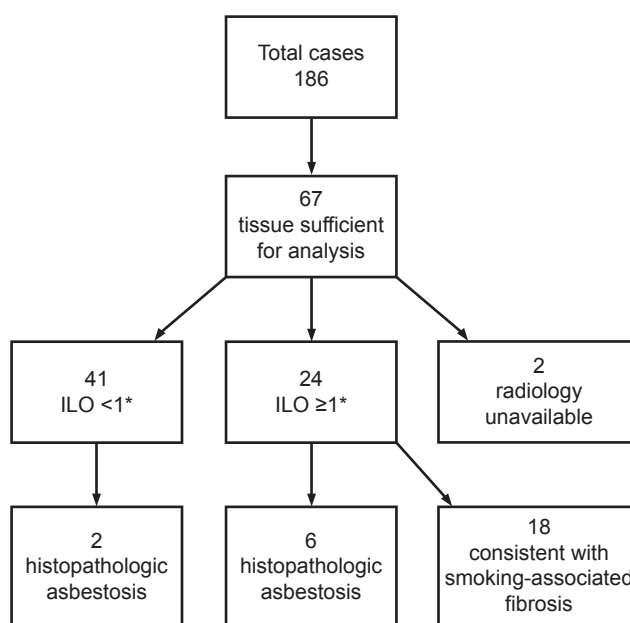 Total cases
186
67
tissue sufficient
for analysis
41
ILO <1*
24
ILO ≥1*
2
radiology
unavailable
2
histopathologic
asbestosis
6
histopathologic
asbestosis
18
consistent with
smoking-associated
fibrosis